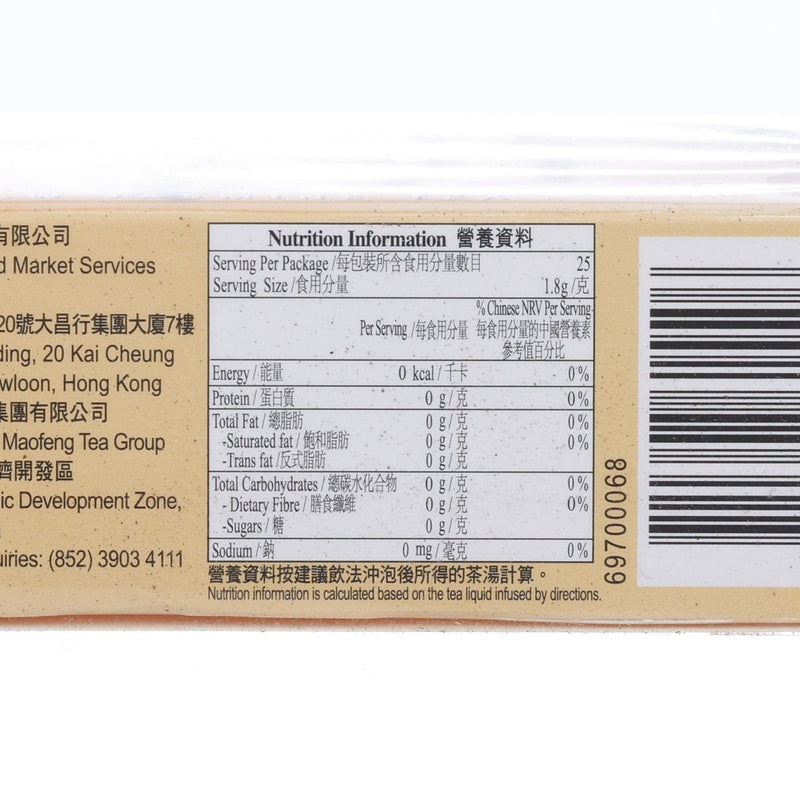 有限公司
d Market Services
20號大昌行集團大廈7樓
ding, 20 Kai Cheung
wloon, Hong Kong
集團有限公司
Maofeng Tea Group
濟開發區
ic Development Zone,
uiries: (852) 3903 4111
Nutrition Information 營養資料
Serving Per Package /每包裝所含食用分量數目 25
Serving Size /食用分量 1.8g /克
% Chinese NRV Per Serving
Per Serving /每食用分量 每食用分量的中國營養素
參考值百分比
Energy / 能量 0 kcal / 千卡 0%
Protein / 蛋白質 0 g/克 0%
Total Fat / 總脂肪 0 g/克 0%
-Saturated fat / 飽和脂肪 0 g/克 0%
-Trans fat /反式脂肪 0 g/克
Total Carbohydrates / 總碳水化合物 0 g/克 0%
- Dietary Fibre / 膳食纖維 0 g/克 0%
-Sugars / 糖 0 g/克
Sodium / 鈉 0 mg / 毫克 0%
營養資料按建議飲法沖泡後所得的茶湯計算。
Nutrition information is calculated based on the tea liquid infused by directions.
69700068